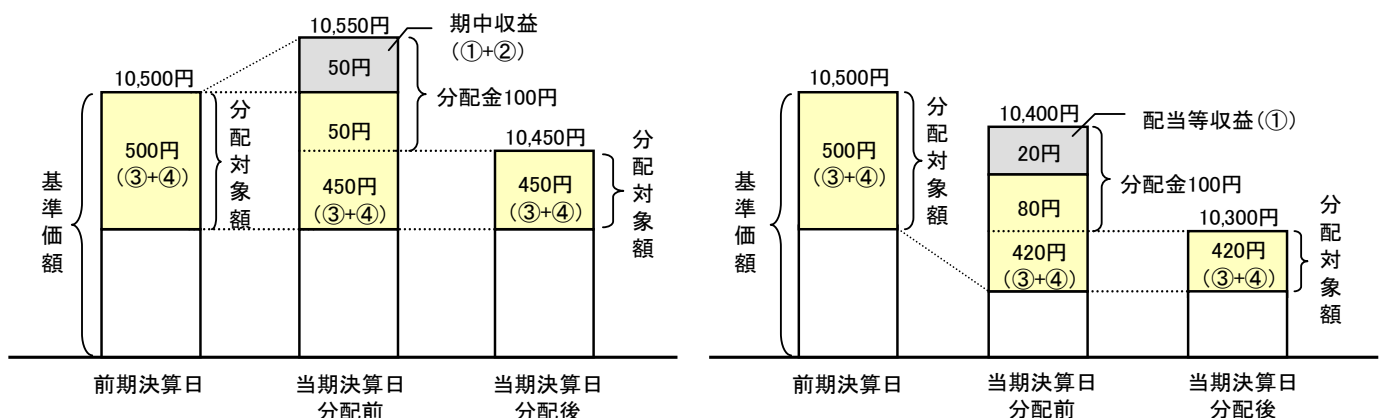 10,550円
期中収益
(①+②)
10,500円
50円
分配金100円
分配対象額
500円
(③+④)
50円
10,450円
分配対象額
基準価額
450円
(③+④)
450円
(③+④)
前期決算日
当期決算日
分配前
当期決算日
分配後
10,500円
10,400円
配当等収益(①)
分配対象額
20円
500円
(③+④)
分配金100円
基準価額
80円
10,300円
分配対象額
420円
(③+④)
420円
(③+④)
前期決算日
当期決算日
分配前
当期決算日
分配後